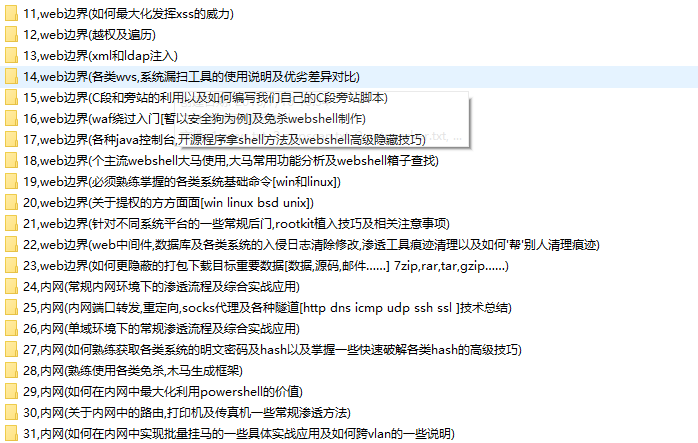 11,web边界(如何最大化发挥xss的威力)
12,web边界(越权及遍历)
13,web边界(xml和ldap注入)
14,web边界(各类wvs,系统漏扫工具的使用说明及优劣差异对比)
15,web边界(C段和旁站的利用以及如何编写我们自己的C段旁站脚本)
16,web边界(waf绕过入门[暂以安全狗为例]及免杀webshell制作)
17,web边界(各种java控制台,开源程序拿shell方法及webshell高级隐藏技巧)
18,web边界(个主流webshell大马使用,大马常用功能分析及webshell箱子查找)
19,web边界(必须熟练掌握的各类系统基础命令[win和linux])
20,web边界(关于提权的方方面面[win linux bsd unix])
21,web边界(针对不同系统平台的一些常规后门,rootkit植入技巧及相关注意事项)
22,web边界(web中间件,数据库及各类系统的入侵日志清除修改,渗透工具痕迹清理以及如何'帮'别人清理痕迹)
23,web边界(如何更隐蔽的打包下载目标重要数据[数据,源码,邮件......] 7zip,rar,tar,gzip......)
24,内网(常规内网环境下的渗透流程及综合实战应用)
25,内网(内网端口转发,重定向,socks代理及各种隧道[http dns icmp udp ssh ssl ]技术总结)
26,内网(单域环境下的常规渗透流程及综合实战应用)
27,内网(如何熟练获取各类系统的明文密码及hash以及掌握一些快速破解各类hash的高级技巧)
28,内网(熟练使用各类免杀,木马生成框架)
29,内网(如何在内网中最大化利用powershell的价值)
30,内网(关于内网中的路由,打印机及传真机一些常规渗透方法)
31,内网(如何在内网中实现批量挂马的一些具体实战应用及如何跨vlan的一些说明)